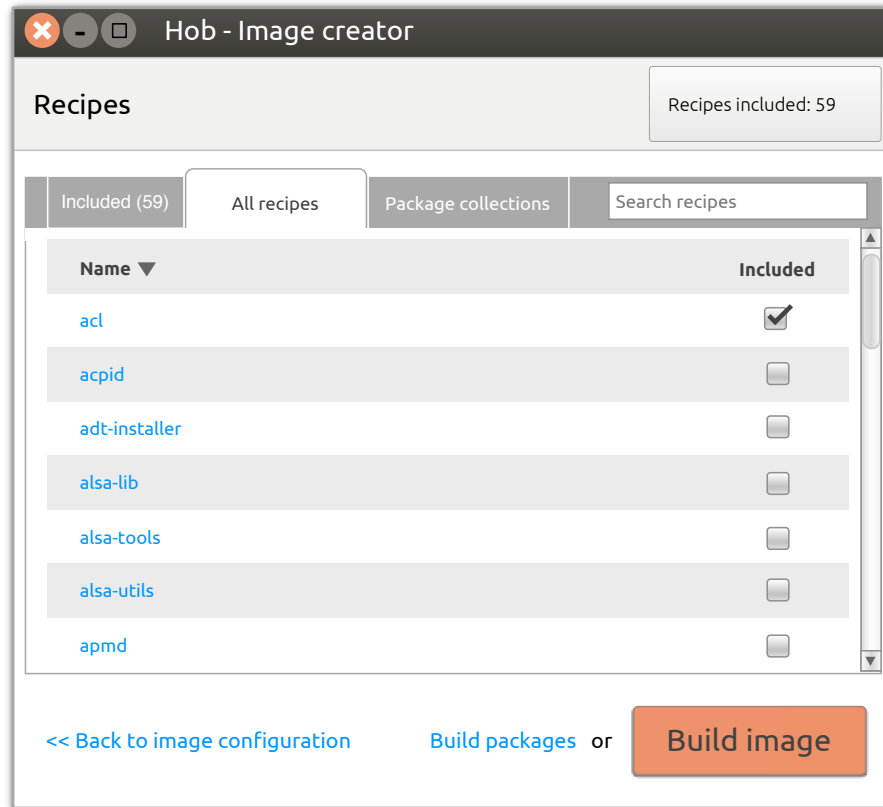 Hob - Image creator
Recipes
Recipes included: 59
Included (59)
All recipes
Package collections
Search recipes
Name
Included
acl
acpid
adt-installer
alsa-lib
alsa-tools
alsa-utils
apmd
<< Back to image configuration
Build packages or
Build image